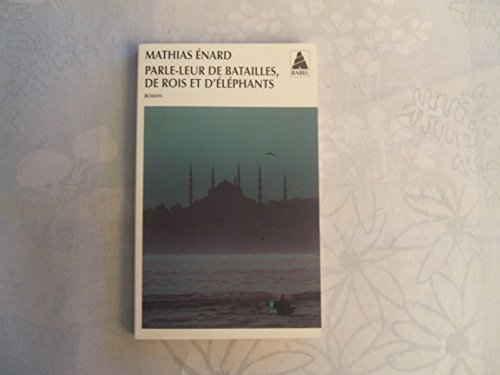 MATHIAS ÉNARD
PARLE-LEUR DE BATAILLES,
DE ROIS ET D'ÉLÉPHANTS
ROMAN
BABEL